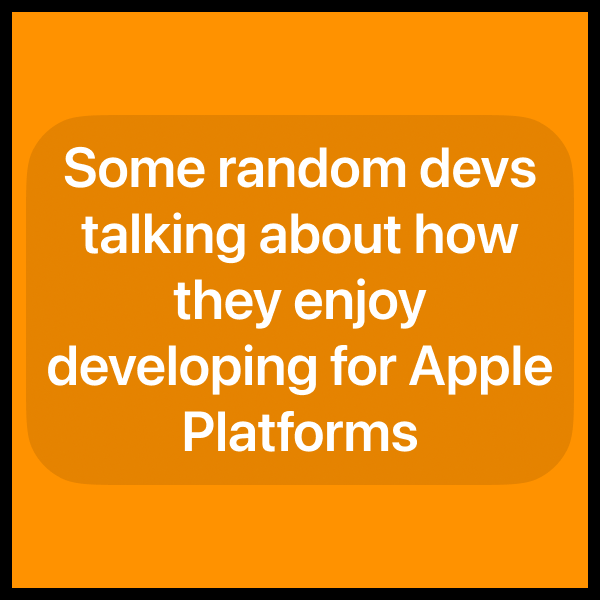 Some random devs
talking about how
they enjoy
developing for Apple
Platforms